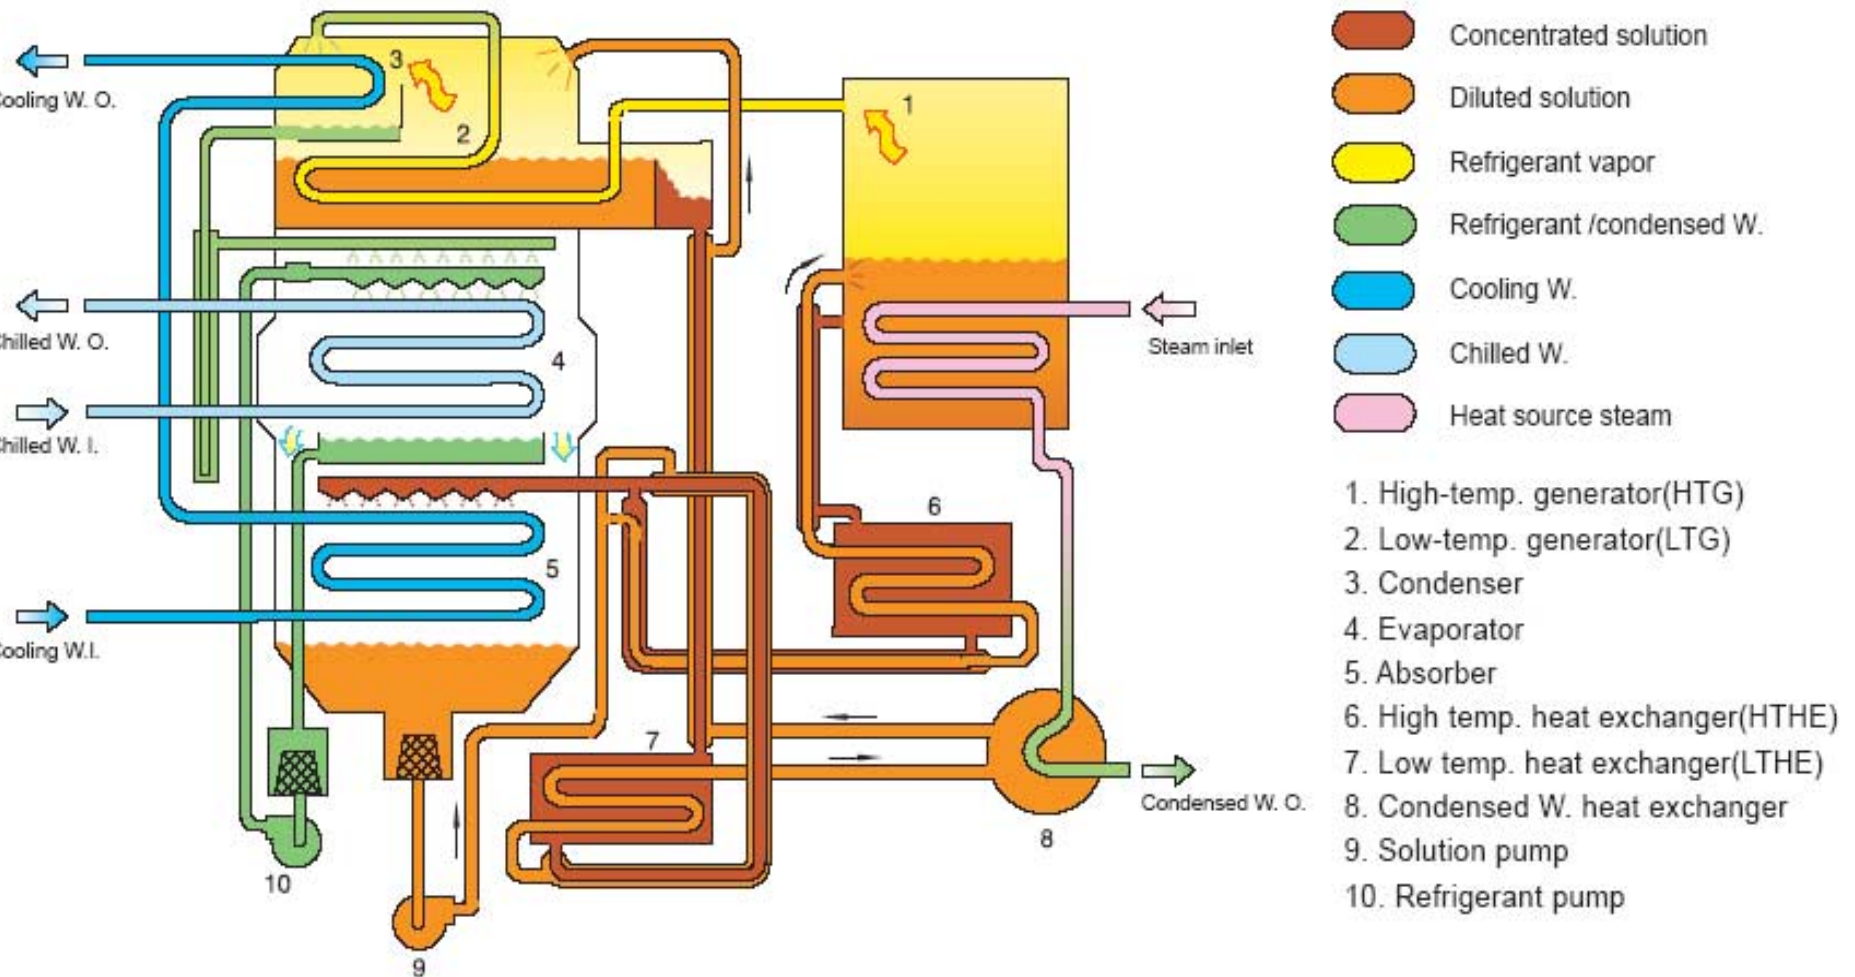 Cooling W. O.
Chilled W. O.
Chilled W. I.
Cooling W.I.
3
2
1
4
5
6
7
8
9
10
Steam inlet
Condensed W. O.
Concentrated solution
Diluted solution
Refrigerant vapor
Refrigerant /condensed W.
Cooling W.
Chilled W.
Heat source steam
1. High-temp. generator(HTG)
2. Low-temp. generator(LTG)
3. Condenser
4. Evaporator
5. Absorber
6. High temp. heat exchanger(HTHE)
7. Low temp. heat exchanger(LTHE)
8. Condensed W. heat exchanger
9. Solution pump
10. Refrigerant pump